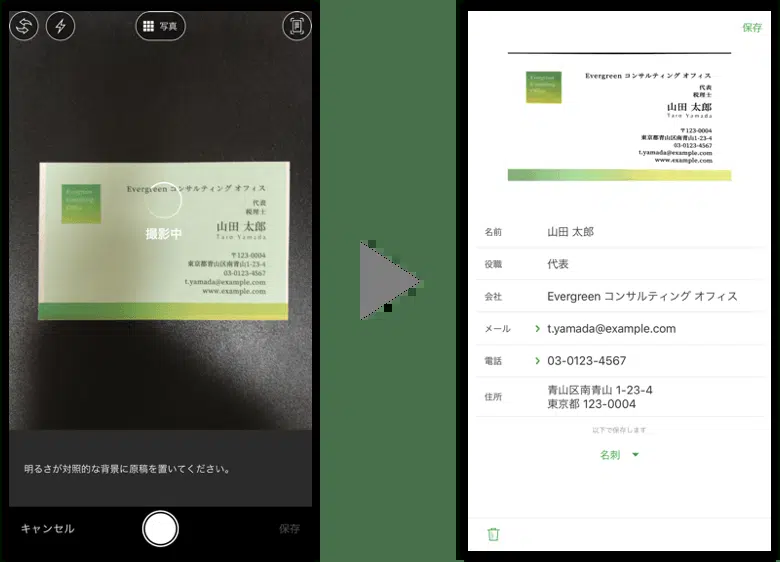 写真
Evergreen
Consulting
Office
Evergreen コンサルティング オフィス
代表
税理士
山田 太郎
Taro Yamada
撮影中
〒123-0004
東京都青山区南青山1-23-4
03-0123-4567
t.yamada@example.com
www.example.com
明るさが対照的な背景に原稿を置いてください。
キャンセル
保存
保存
Evergreen
Consulting
Office
Evergreen コンサルティング オフィス
代表
税理士
山田 太郎
Taro Yamada
〒123-0004
東京都青山区南青山1-23-4
03-0123-4567
t.yamada@example.com
www.example.com
名前 山田 太郎
役職 代表
会社 Evergreen コンサルティング オフィス
メール t.yamada@example.com
電話 03-0123-4567
住所 青山区南青山 1-23-4
東京都 123-0004
以下で保存します
名刺